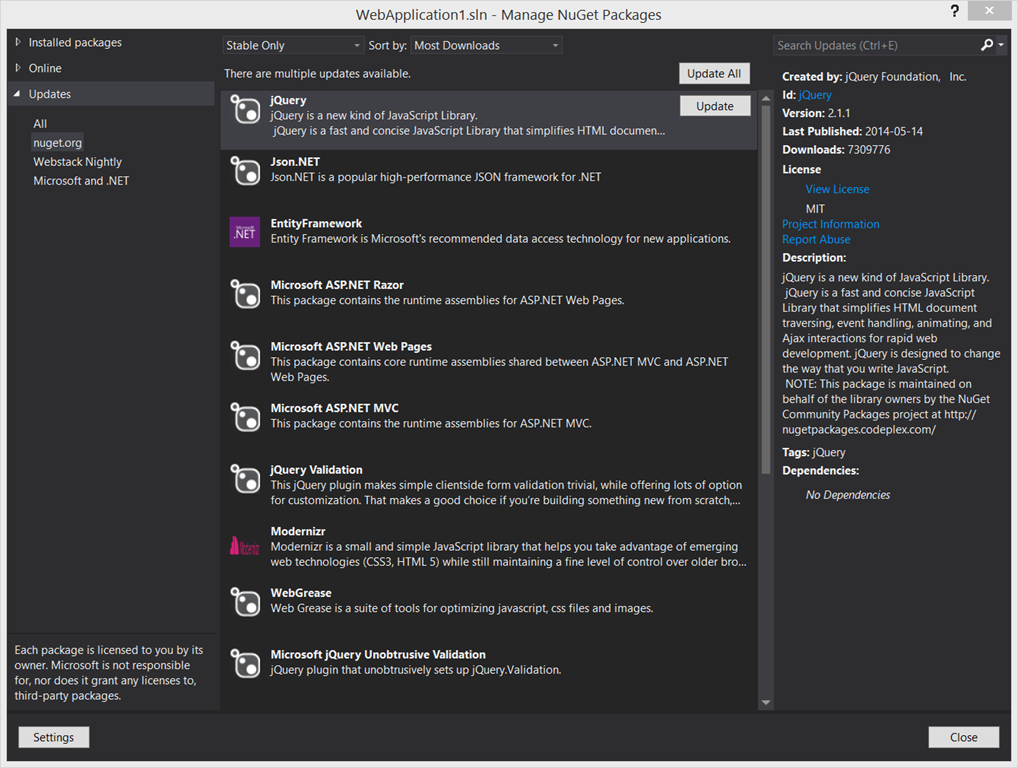 WebApplication1.sln - Manage NuGet Packages
?
Installed packages
Online
Updates
All
nuget.org
Webstack Nightly
Microsoft and .NET
Each package is licensed to you by its
owner. Microsoft is not responsible
for, nor does it grant any licenses to,
third-party packages.
Stable Only
Sort by:
Most Downloads
There are multiple updates available.
Update All
jQuery
jQuery is a new kind of JavaScript Library.
jQuery is a fast and concise JavaScript Library that simplifies HTML documen...
Update
Json.NET
Json.NET is a popular high-performance JSON framework for .NET
Microsoft
.NET
EntityFramework
Entity Framework is Microsoft's recommended data access technology for new applications.
Microsoft ASP.NET Razor
This package contains the runtime assemblies for ASP.NET Web Pages.
Microsoft ASP.NET Web Pages
This package contains core runtime assemblies shared between ASP.NET MVC and ASP.NET
Web Pages.
Microsoft ASP.NET MVC
This package contains the runtime assemblies for ASP.NET MVC.
jQuery Validation
This jQuery plugin makes simple clientside form validation trivial, while offering lots of option
for customization. That makes a good choice if you're building something new from scratch,...
Modernizr
Modernizr
Modernizr is a small and simple JavaScript library that helps you take advantage of emerging
web technologies (CSS3, HTML 5) while still maintaining a fine level of control over older bro...
WebGrease
Web Grease is a suite of tools for optimizing javascript, css files and images.
Microsoft jQuery Unobtrusive Validation
jQuery plugin that unobtrusively sets up jQuery.Validation.
Search Updates (Ctrl+E)
Created by: jQuery Foundation, Inc.
Id: jQuery
Version: 2.1.1
Last Published: 2014-05-14
Downloads: 7309776
License
View License
MIT
Project Information
Report Abuse
Description:
jQuery is a new kind of JavaScript Library.
jQuery is a fast and concise JavaScript
Library that simplifies HTML document
traversing, event handling, animating, and
Ajax interactions for rapid web
development. jQuery is designed to change
the way that you write JavaScript.
NOTE: This package is maintained on
behalf of the library owners by the NuGet
Community Packages project at http://
nugetpackages.codeplex.com/
Tags: jQuery
Dependencies:
No Dependencies
Settings
Close